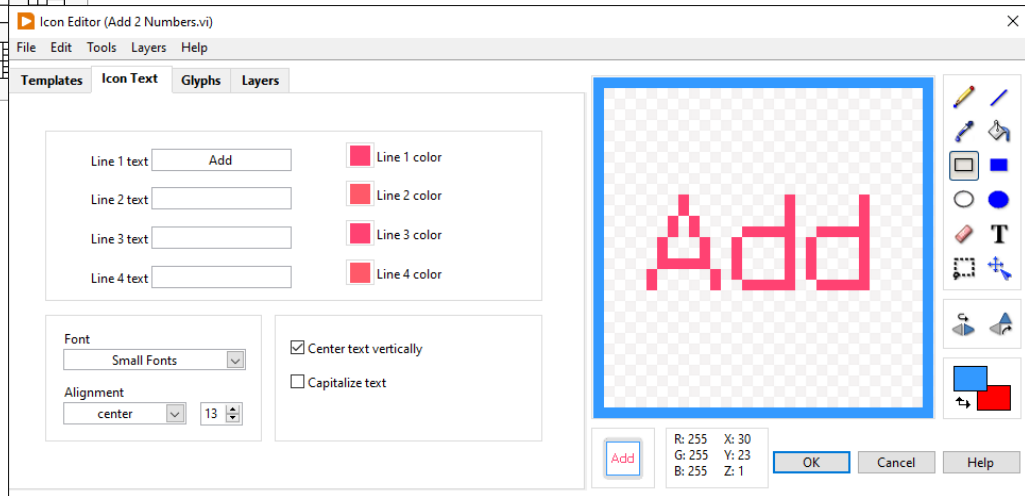 Icon Editor (Add 2 Numbers.vi)
File Edit Tools Layers Help
Templates Icon Text Glyphs Layers
Line 1 text Add Line 1 color
Line 2 text Line 2 color
Line 3 text Line 3 color
Line 4 text Line 4 color
Add
T
Font
Small Fonts
Center text vertically
Capitalize text
Alignment
center 13
Add
R: 255 X: 30
G: 255 Y: 23
B: 255 Z: 1
OK Cancel Help